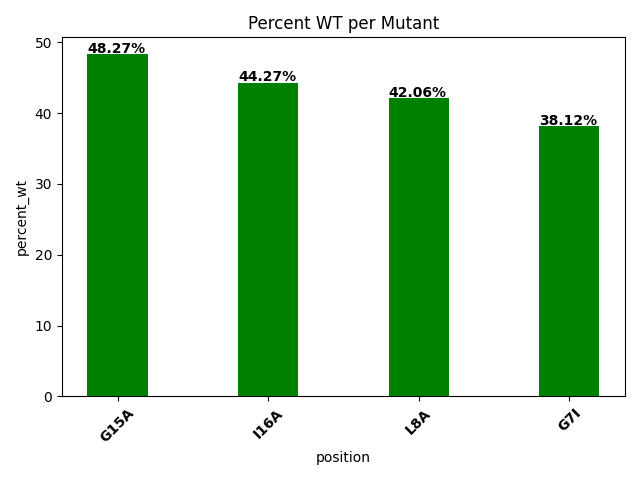 Percent WT per Mutant
percent_wt
50
40
30
20
10
0
48.27%
44.27%
42.06%
38.12%
G15A
I16A
L8A
G7I
position